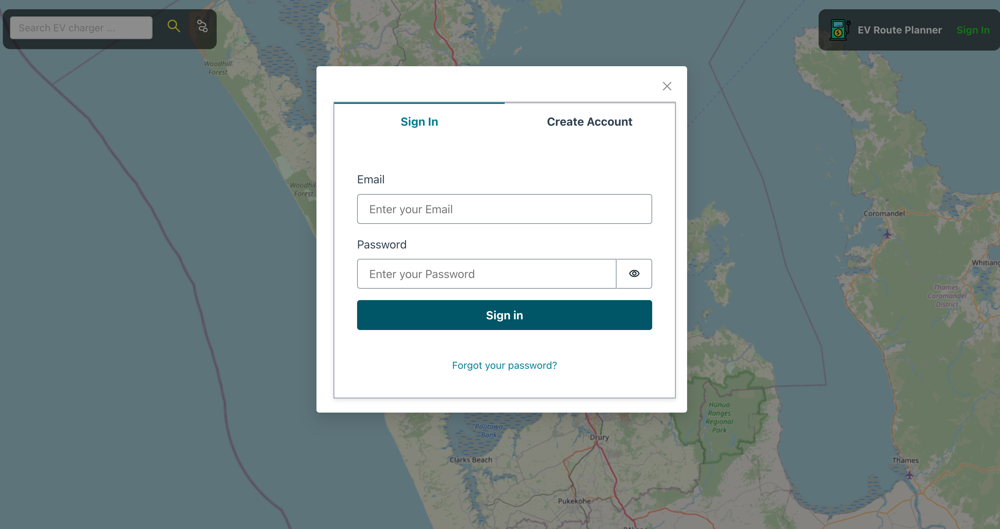 Search EV charger ...
EV Route Planner
Sign In
Woodhill
Forest
Sign In
Create Account
Email
Enter your Email
Woodhill
Forest
Coromandel
Password
Enter your Password
Thames-
Coromandel
District
Sign in
Forgot your password?
Hūnua
Ranges
Regional
Park
Poutawa
Bank
Drury
Clarks Beach
Thames
Pukekohe